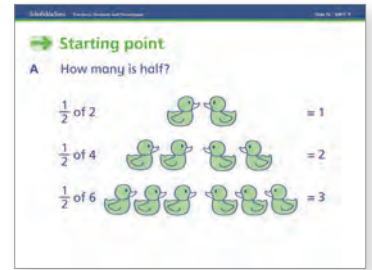 Starting point
A How many is half?
1/2 of 2 = 1
1/2 of 4 = 2
1/2 of 6 = 3